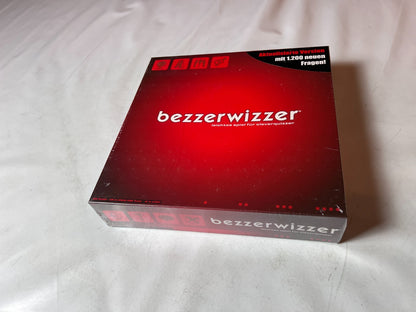 Aktualisierte Version
mit 1.200 neuen
Fragen!
bezzerwizzer
bezzerwizzer